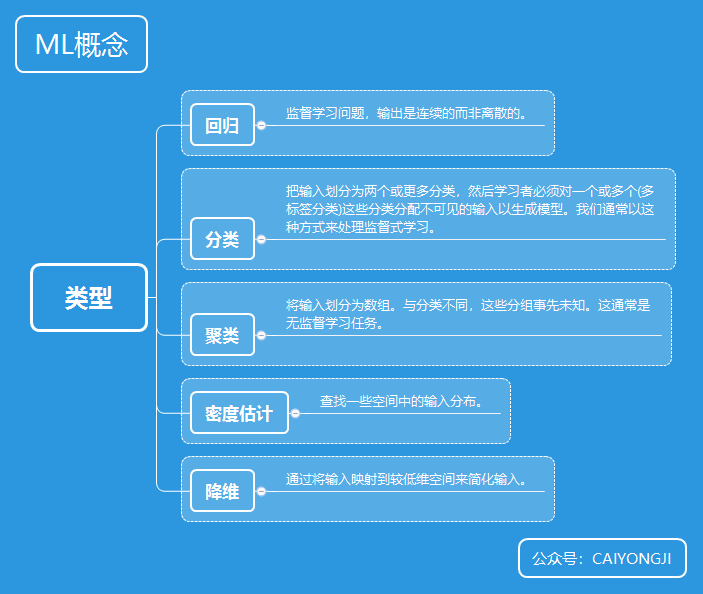 ML概念
类型
回归
监督学习问题，输出是连续的而非离散的。
分类
把输入划分为两个或更多分类，然后学习者必须对一个或多个(多
标签分类)这些分类分配不可见的输入以生成模型。我们通常以这
种方式来处理监督式学习。
聚类
将输入划分为数组。与分类不同，这些分组事先未知。这通常是
无监督学习任务。
密度估计
查找一些空间中的输入分布。
降维
通过将输入映射到较低维空间来简化输入。
公众号：CAIYONGJI